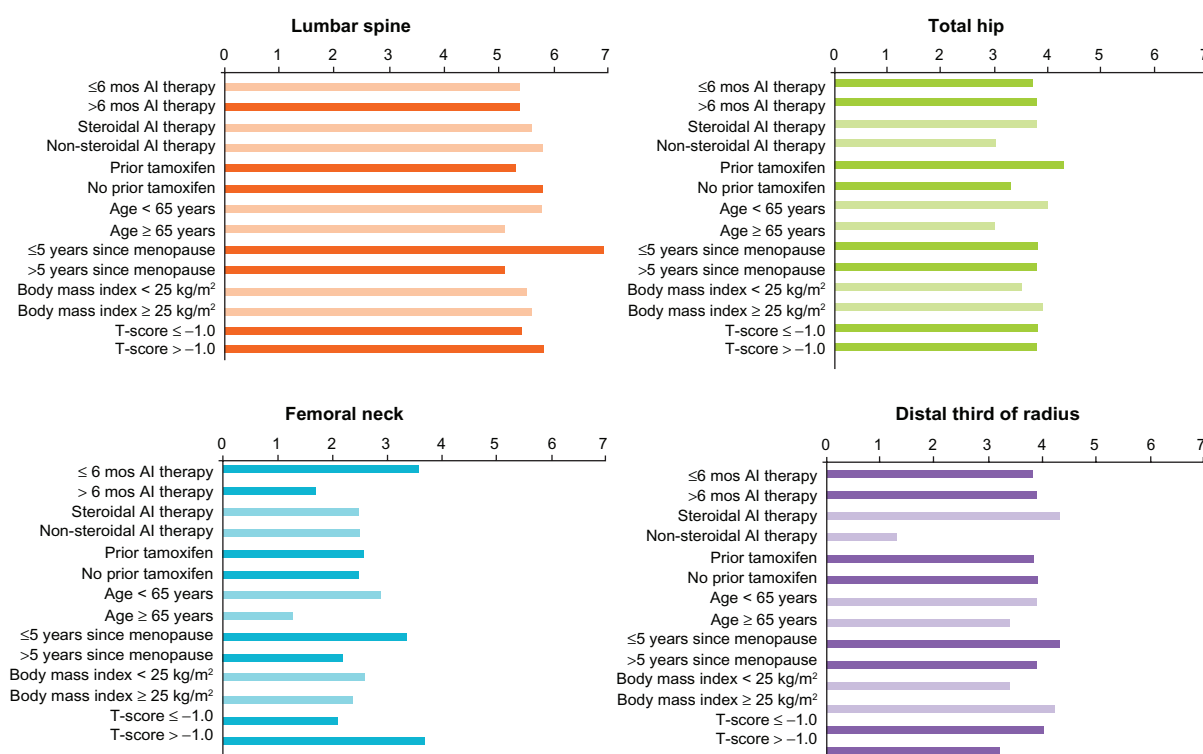 Lumbar spine
0 1 2 3 4 5 6 7
≤6 mos AI therapy
>6 mos AI therapy
Steroidal AI therapy
Non-steroidal AI therapy
Prior tamoxifen
No prior tamoxifen
Age < 65 years
Age ≥ 65 years
≤5 years since menopause
>5 years since menopause
Body mass index < 25 kg/m²
Body mass index ≥ 25 kg/m²
T-score ≤ −1.0
T-score > −1.0
Total hip
0 1 2 3 4 5 6 7
≤6 mos AI therapy
>6 mos AI therapy
Steroidal AI therapy
Non-steroidal AI therapy
Prior tamoxifen
No prior tamoxifen
Age < 65 years
Age ≥ 65 years
≤5 years since menopause
>5 years since menopause
Body mass index < 25 kg/m²
Body mass index ≥ 25 kg/m²
T-score ≤ −1.0
T-score > −1.0
Femoral neck
0 1 2 3 4 5 6 7
≤ 6 mos AI therapy
> 6 mos AI therapy
Steroidal AI therapy
Non-steroidal AI therapy
Prior tamoxifen
No prior tamoxifen
Age < 65 years
Age ≥ 65 years
≤5 years since menopause
>5 years since menopause
Body mass index < 25 kg/m²
Body mass index ≥ 25 kg/m²
T-score ≤ −1.0
T-score > −1.0
Distal third of radius
0 1 2 3 4 5 6 7
≤6 mos AI therapy
>6 mos AI therapy
Steroidal AI therapy
Non-steroidal AI therapy
Prior tamoxifen
No prior tamoxifen
Age < 65 years
Age ≥ 65 years
≤5 years since menopause
>5 years since menopause
Body mass index < 25 kg/m²
Body mass index ≥ 25 kg/m²
T-score ≤ −1.0
T-score > −1.0